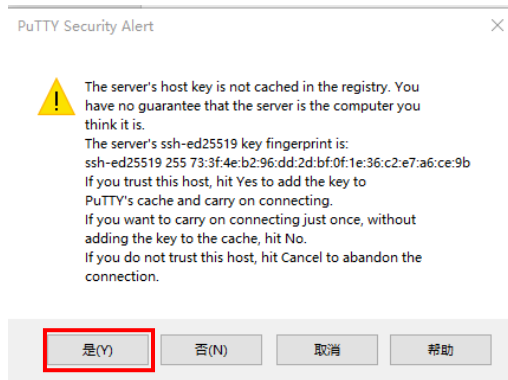 PuTTY Security Alert
The server's host key is not cached in the registry. You
have no guarantee that the server is the computer you
think it is.
The server's ssh-ed25519 key fingerprint is:
ssh-ed25519 255 73:3f:4e:b2:96:dd:2d:bf:0f:1e:36:c2:e7:a6:ce:9b
If you trust this host, hit Yes to add the key to
PuTTY's cache and carry on connecting.
If you want to carry on connecting just once, without
adding the key to the cache, hit No.
If you do not trust this host, hit Cancel to abandon the
connection.
是(Y) 否(N) 取消 帮助